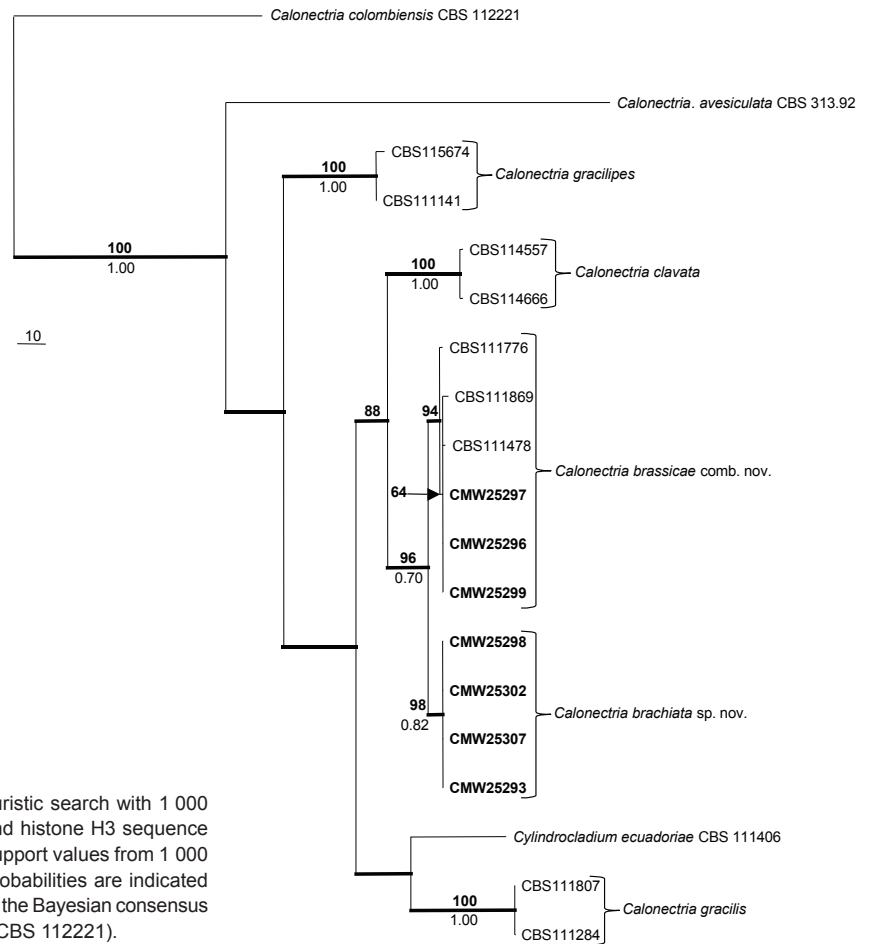 Calonectria colombiensis CBS 112221
Calonectria. avesiculata CBS 313.92
100
1.00
CBS115674
CBS111141
Calonectria gracilipes
100
1.00
100
1.00
CBS114557
CBS114666
Calonectria clavata
10
CBS111776
CBS111869
CBS111478
CMW25297
CMW25296
CMW25299
Calonectria brassicae comb. nov.
88
94
64
96
0.70
CMW25298
CMW25302
CMW25307
CMW25293
Calonectria brachiata sp. nov.
98
0.82
Cylindrocladium ecuadoriae CBS 111406
100
1.00
CBS111807
CBS111284
Calonectria gracilis
search with 1 000
histone H3 sequence
values from 1 000
are indicated
the Bayesian consensus
CBS 112221).